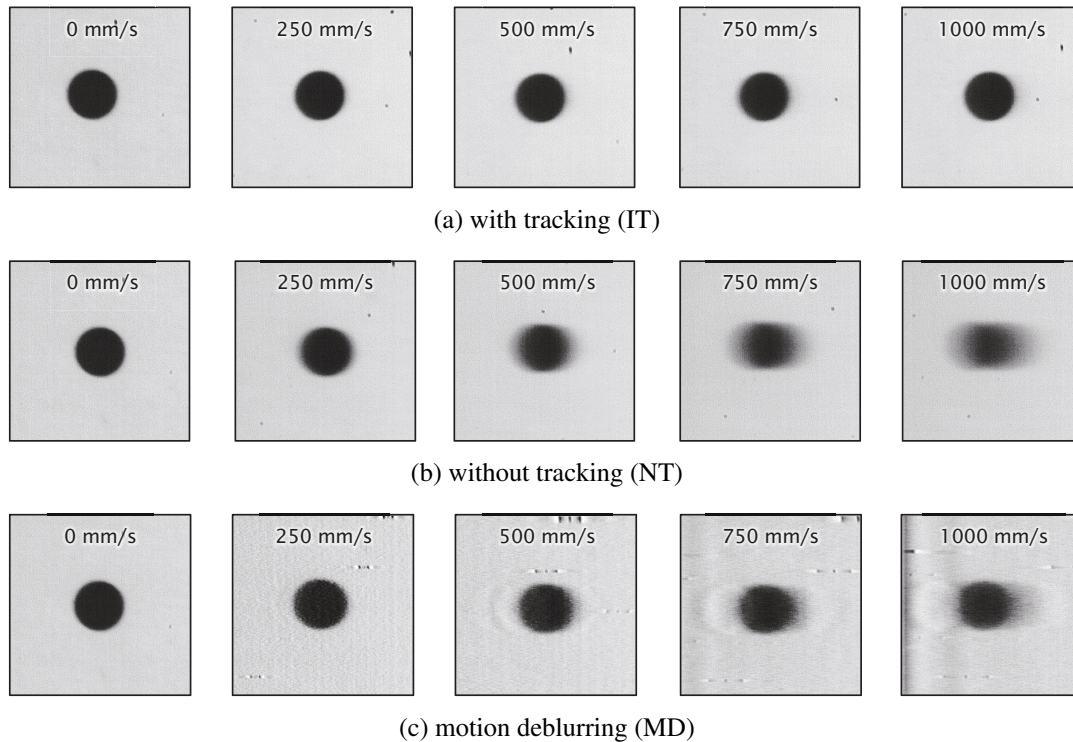 0 mm/s 250 mm/s 500 mm/s 750 mm/s 1000 mm/s
(a) with tracking (IT)
0 mm/s 250 mm/s 500 mm/s 750 mm/s 1000 mm/s
(b) without tracking (NT)
0 mm/s 250 mm/s 500 mm/s 750 mm/s 1000 mm/s
(c) motion deblurring (MD)